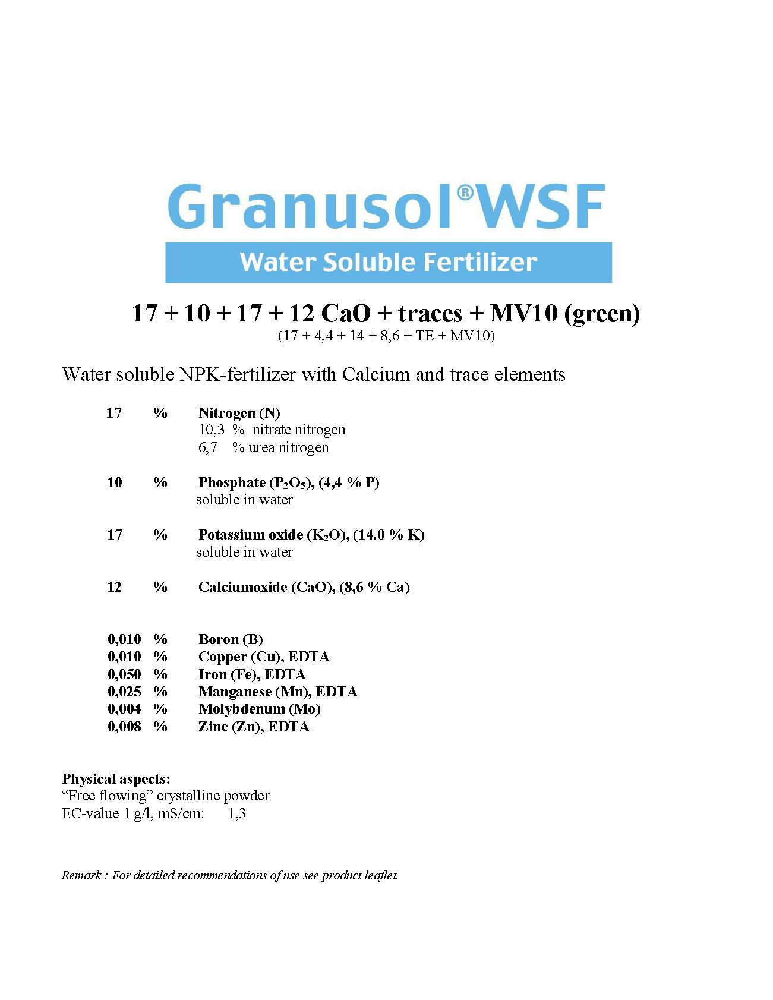 Granusol®WSF
Water Soluble Fertilizer
17 + 10 + 17 + 12 CaO + traces + MV10 (green)
(17 + 4,4 + 14 + 8,6 + TE + MV10)
Water soluble NPK-fertilizer with Calcium and trace elements
17 % Nitrogen (N)
10,3 % nitrate nitrogen
6,7 % urea nitrogen
10 % Phosphate (P₂O₅), (4,4 % P)
soluble in water
17 % Potassium oxide (K₂O), (14.0 % K)
soluble in water
12 % Calciumoxide (CaO), (8,6 % Ca)
0,010 % Boron (B)
0,010 % Copper (Cu), EDTA
0,050 % Iron (Fe), EDTA
0,025 % Manganese (Mn), EDTA
0,004 % Molybdenum (Mo)
0,008 % Zinc (Zn), EDTA
Physical aspects:
“Free flowing” crystalline powder
EC-value 1 g/l, mS/cm: 1,3
Remark : For detailed recommendations of use see product leaflet.